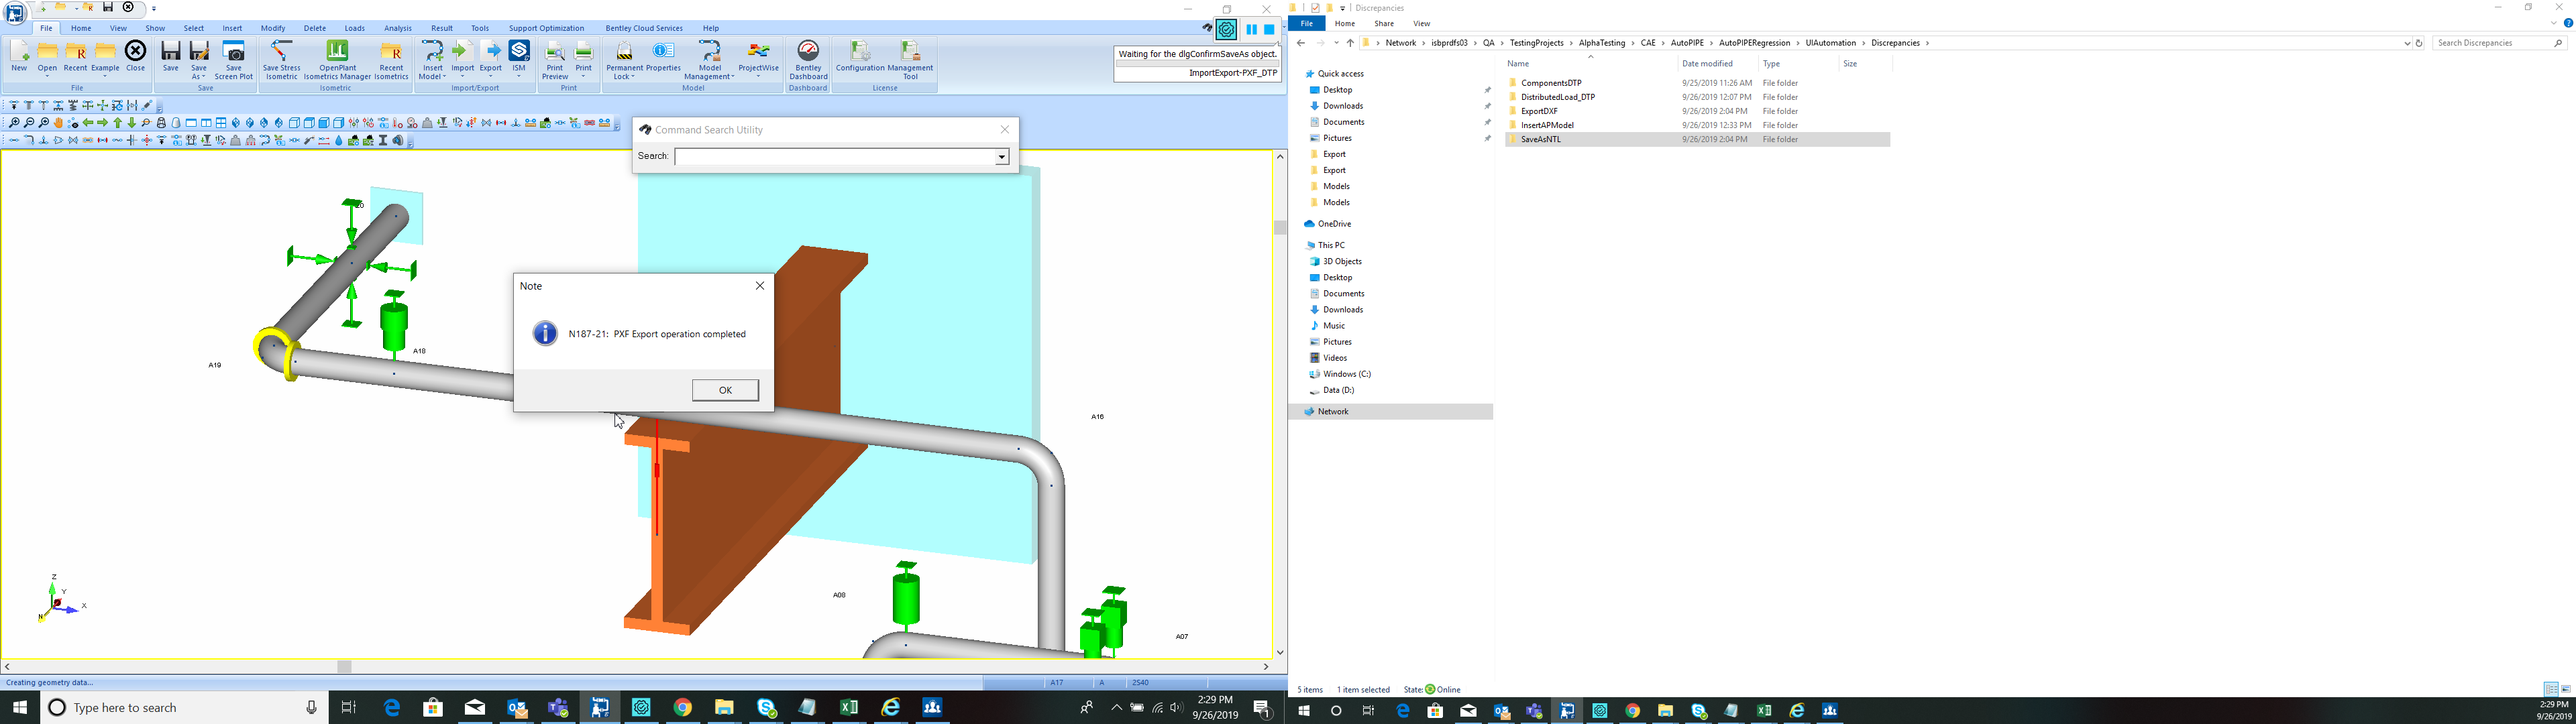 File Home View Show Select Insert Modify Delete Loads Analysis Result Tools Support Optimization Bentley Cloud Services Help
New Open Recent Example Close Save Save As Save Screen Plot Save Stress Isometric OpenPlant Isometrics Manager Recent Isometrics Insert Model Import Export ISM Print Preview Print Permanent Lock Properties Model Management ProjectWise Bentley Dashboard Configuration Management Tool
File Save Isometric Import/Export Print Model Dashboard License
Waiting for the dlgConfirmSaveAs object.
ImportExport-PXF_DTP
Command Search Utility
Search:
Note
N187-21: PXF Export operation completed
OK
A18
A19
A16
A08
A07
Z
Y
X
N
Creating geometry data...
A17 A 2540
Type here to search
2:29 PM
9/26/2019
1
Discrepancies
File Home Share View
Network isbprdfs03 QA TestingProjects AlphaTesting CAE AutoPIPE AutoPIPERegression UIAutomation Discrepancies
Search Discrepancies
Quick access
Desktop
Downloads
Documents
Pictures
Export
Export
Models
Models
OneDrive
This PC
3D Objects
Desktop
Documents
Downloads
Music
Pictures
Videos
Windows (C:)
Data (D:)
Network
Name Date modified Type Size
ComponentsDTP 9/25/2019 11:26 AM File folder
DistributedLoad_DTP 9/26/2019 12:07 PM File folder
ExportDXF 9/26/2019 2:04 PM File folder
InsertAPModel 9/26/2019 12:33 PM File folder
SaveAsNTL 9/26/2019 2:04 PM File folder
5 items 1 item selected State: Online
2:29 PM
9/26/2019